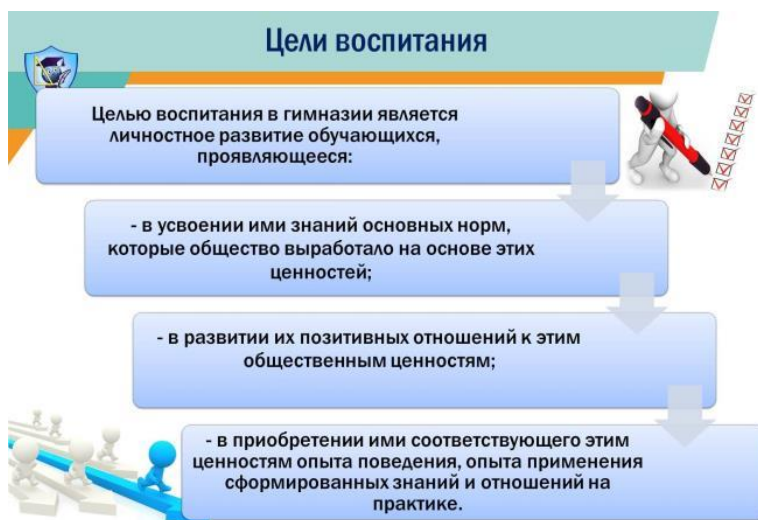 Цели воспитания
Целью воспитания в гимназии является
личностное развитие обучающихся,
проявляющееся:
- в усвоении ими знаний основных норм,
которые общество выработало на основе этих
ценностей;
- в развитии их позитивных отношений к этим
общественным ценностям;
- в приобретении ими соответствующего этим
ценностям опыта поведения, опыта применения
сформированных знаний и отношений на
практике.